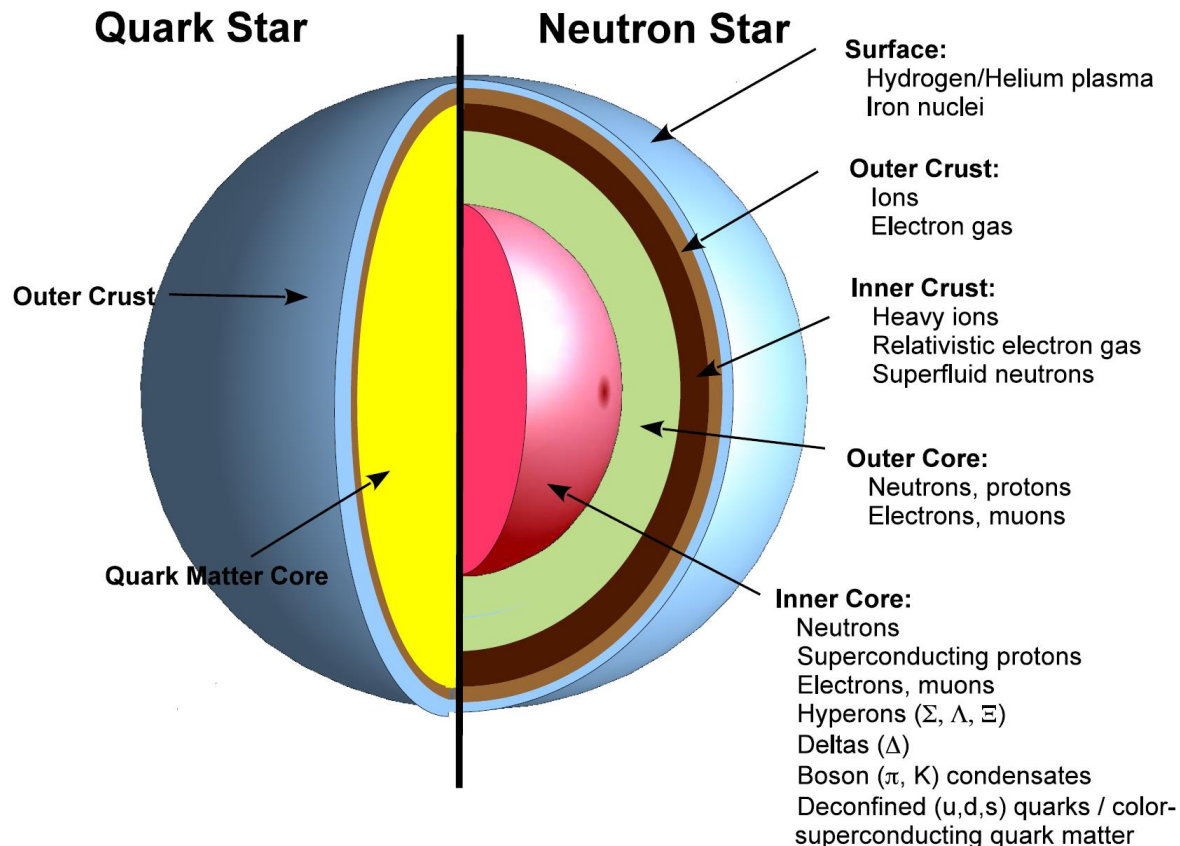 Quark Star
Neutron Star
Outer Crust
Quark Matter Core
Surface:
Hydrogen/Helium plasma
Iron nuclei
Outer Crust:
Ions
Electron gas
Inner Crust:
Heavy ions
Relativistic electron gas
Superfluid neutrons
Outer Core:
Neutrons, protons
Electrons, muons
Inner Core:
Neutrons
Superconducting protons
Electrons, muons
Hyperons (Σ, Λ, Ξ)
Deltas (Δ)
Boson (π, K) condensates
Deconfined (u,d,s) quarks / color-
superconducting quark matter